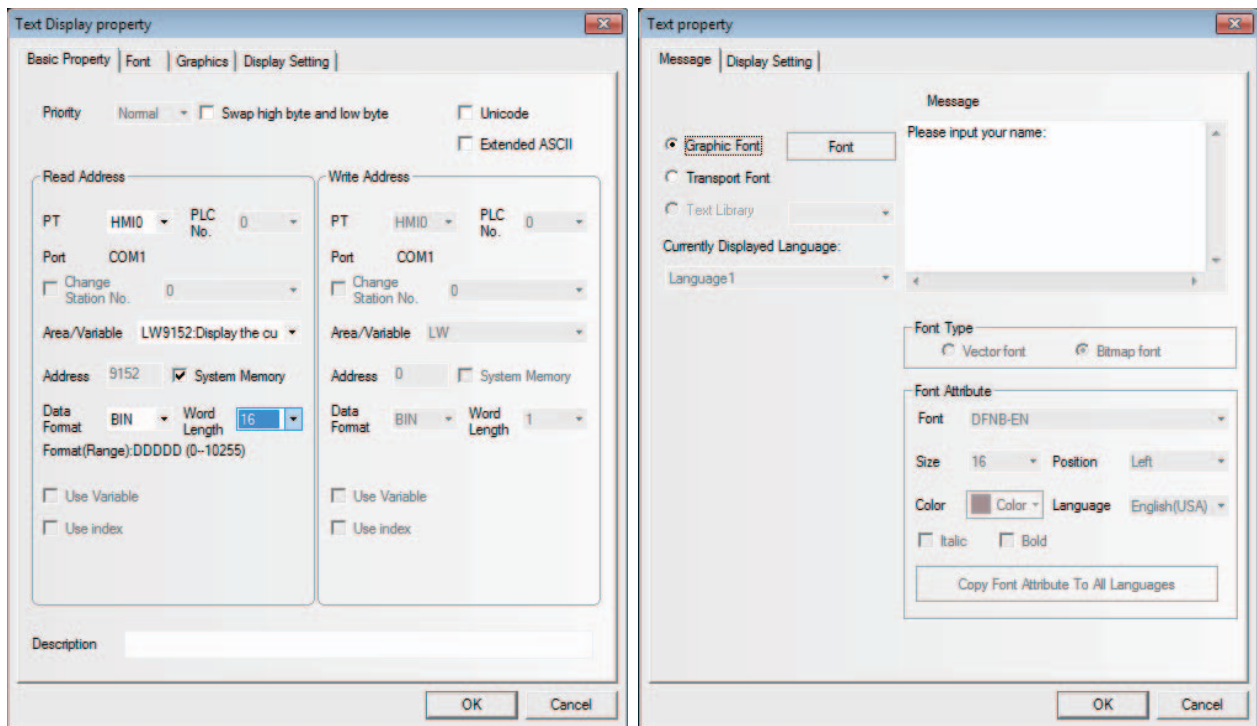 Text Display property
Basic Property Font Graphics Display Setting
Priority Normal Swap high byte and low byte Unicode
Extended ASCII
Read Address
PT HMI0 PLC No. 0
Port COM1
Change Station No. 0
Area/Variable LW9152:Display the cu
Address 9152 System Memory
Data Format BIN Word Length 16
Format(Range):DDDDD (0--10255)
Use Variable
Use index
Write Address
PT HMI0 PLC No. 0
Port COM1
Change Station No. 0
Area/Variable LW
Address 0 System Memory
Data Format BIN Word Length 1
Use Variable
Use index
Description
OK Cancel
Text property
Message Display Setting
Graphic Font Font
Transport Font
Text Library
Currently Displayed Language:
Language1
Message
Please input your name:
Font Type
Vector font Bitmap font
Font Attribute
Font DFNB-EN
Size 16 Position Left
Color Color Language English(USA)
Italic Bold
Copy Font Attribute To All Languages
OK Cancel